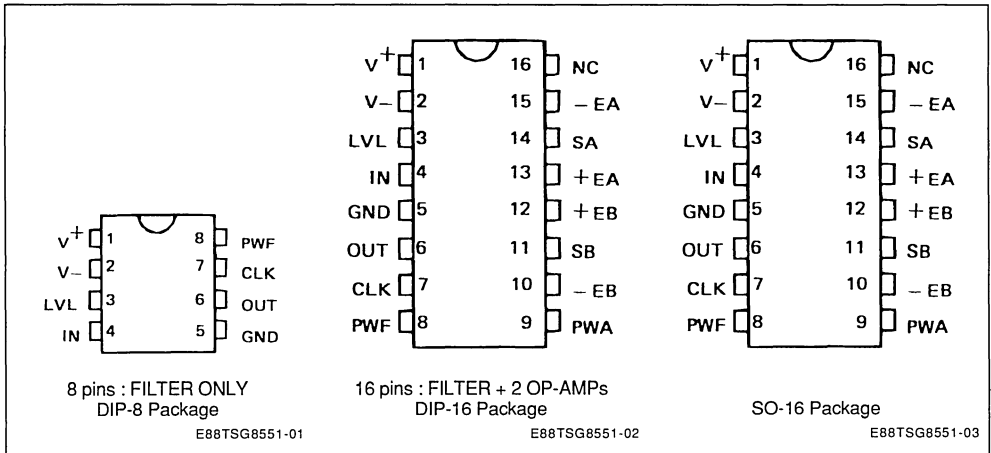 V+ 1 8 PWF
V- 2 7 CLK
LVL 3 6 OUT
IN 4 5 GND
8 pins : FILTER ONLY
DIP-8 Package
E88TSG8551-01
V+ 1 16 NC
V- 2 15 - EA
LVL 3 14 SA
IN 4 13 +EA
GND 5 12 +EB
OUT 6 11 SB
CLK 7 10 - EB
PWF 8 9 PWA
16 pins : FILTER + 2 OP-AMPs
DIP-16 Package
E88TSG8551-02
V+ 1 16 NC
V- 2 15 - EA
LVL 3 14 SA
IN 4 13 +EA
GND 5 12 +EB
OUT 6 11 SB
CLK 7 10 - EB
PWF 8 9 PWA
SO-16 Package
E88TSG8551-03